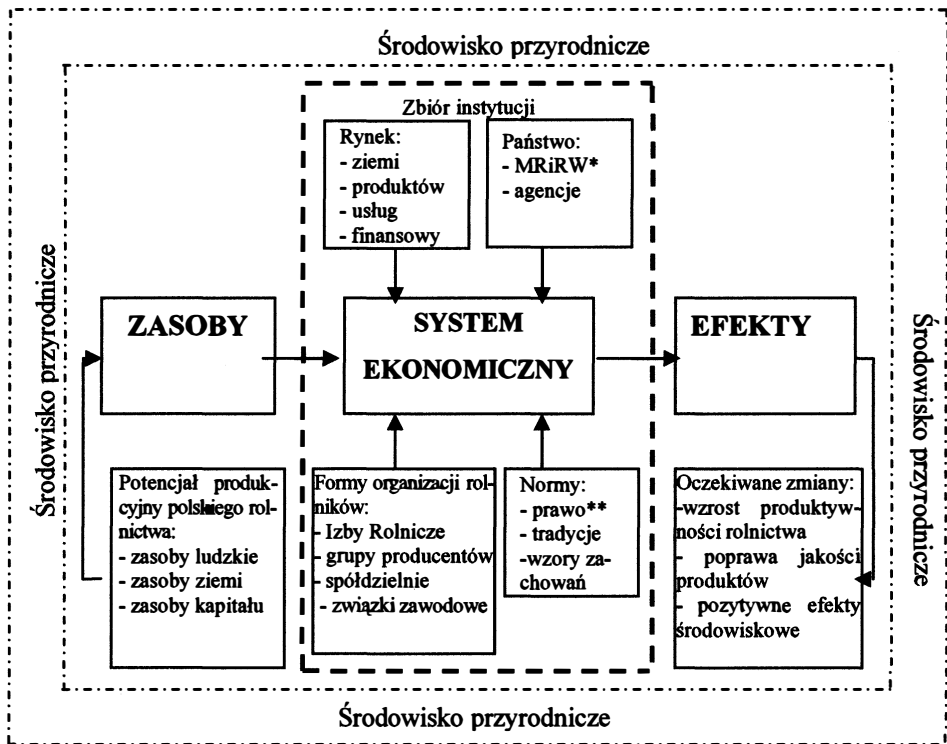 Środowisko przyrodnicze
Zbiór instytucji
Rynek:
- ziemi
- produktów
- usług
- finansowy
Państwo:
- MRiRW*
- agencje
Środowisko przyrodnicze
ZASOBY
SYSTEM
EKONOMICZNY
EFEKTY
Środowisko przyrodnicze
Potencjał produk-
cyjny polskiego rol-
nictwa:
- zasoby ludzkie
- zasoby ziemi
- zasoby kapitału
Formy organizacji rol-
ników:
- Izby Rolnicze
- grupy producentów
- spółdzielnie
- związki zawodowe
Normy:
- prawo**
- tradycje
-wzory za-
chowań
Oczekiwane zmiany:
-wzrost produktyw-
ności rolnictwa
- poprawa jakości
produktów
- pozytywne efekty
środowiskowe
Środowisko przyrodnicze